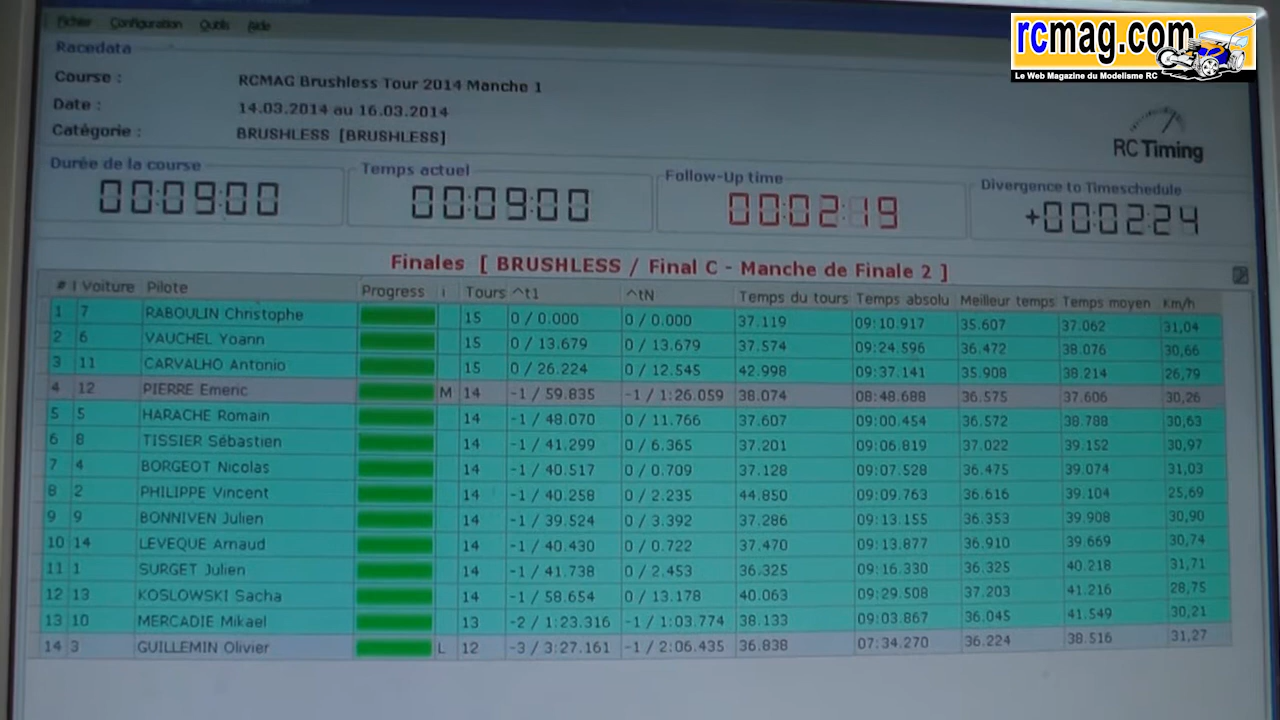 rcmag.com
Le Web Magazine du Modelisme RC
Fichier Configuration Outils Aide
Racedata
Course : RCMAG Brushless Tour 2014 Manche 1
Date : 14.03.2014 au 16.03.2014
Catégorie : BRUSHLESS [BRUSHLESS]
RC Timing
Durée de la course Temps actuel Follow-Up time Divergence to Timeschedule
00:09:00 00:09:00 00:02:19 +00:02:24
Finales [ BRUSHLESS / Final C - Manche de Finale 2 ]
# I Voiture Pilote Progress i Tours ^t1 ^tN Temps du tours Temps absolu Meilleur temps Temps moyen Km/h
1 7 RABOULIN Christophe 15 0 / 0.000 0 / 0.000 37.119 09:10.917 35.607 37.062 31,04
2 6 VAUCHEL Yoann 15 0 / 13.679 0 / 13.679 37.574 09:24.596 36.472 38.076 30,66
3 11 CARVALHO Antonio 15 0 / 26.224 0 / 12.545 42.998 09:37.141 35.908 38.214 26,79
4 12 PIERRE Emeric M 14 -1 / 59.835 -1 / 1:26.059 38.074 08:48.688 36.575 37.606 30,26
5 5 HARACHE Romain 14 -1 / 48.070 0 / 11.766 37.607 09:00.454 36.572 38.788 30,63
6 8 TISSIER Sébastien 14 -1 / 41.299 0 / 6.365 37.201 09:06.819 37.022 39.152 30,97
7 4 BORGEOT Nicolas 14 -1 / 40.517 0 / 0.709 37.128 09:07.528 36.475 39.074 31,03
8 2 PHILIPPE Vincent 14 -1 / 40.258 0 / 2.235 44.850 09:09.763 36.616 39.104 25,69
9 9 BONNIVEN Julien 14 -1 / 39.524 0 / 3.392 37.286 09:13.155 36.353 39.908 30,90
10 14 LEVEQUE Arnaud 14 -1 / 40.430 0 / 0.722 37.470 09:13.877 36.910 39.669 30,74
11 1 SURGET Julien 14 -1 / 41.738 0 / 2.453 36.325 09:16.330 36.325 40.218 31,71
12 13 KOSLOWSKI Sacha 14 -1 / 58.654 0 / 13.178 40.063 09:29.508 37.203 41.216 28,75
13 10 MERCADIE Mikael 13 -2 / 1:23.316 -1 / 1:03.774 38.133 09:03.867 36.045 41.549 30,21
14 3 GUILLEMIN Olivier L 12 -3 / 3:27.161 -1 / 2:06.435 36.838 07:34.270 36.224 38.516 31,27